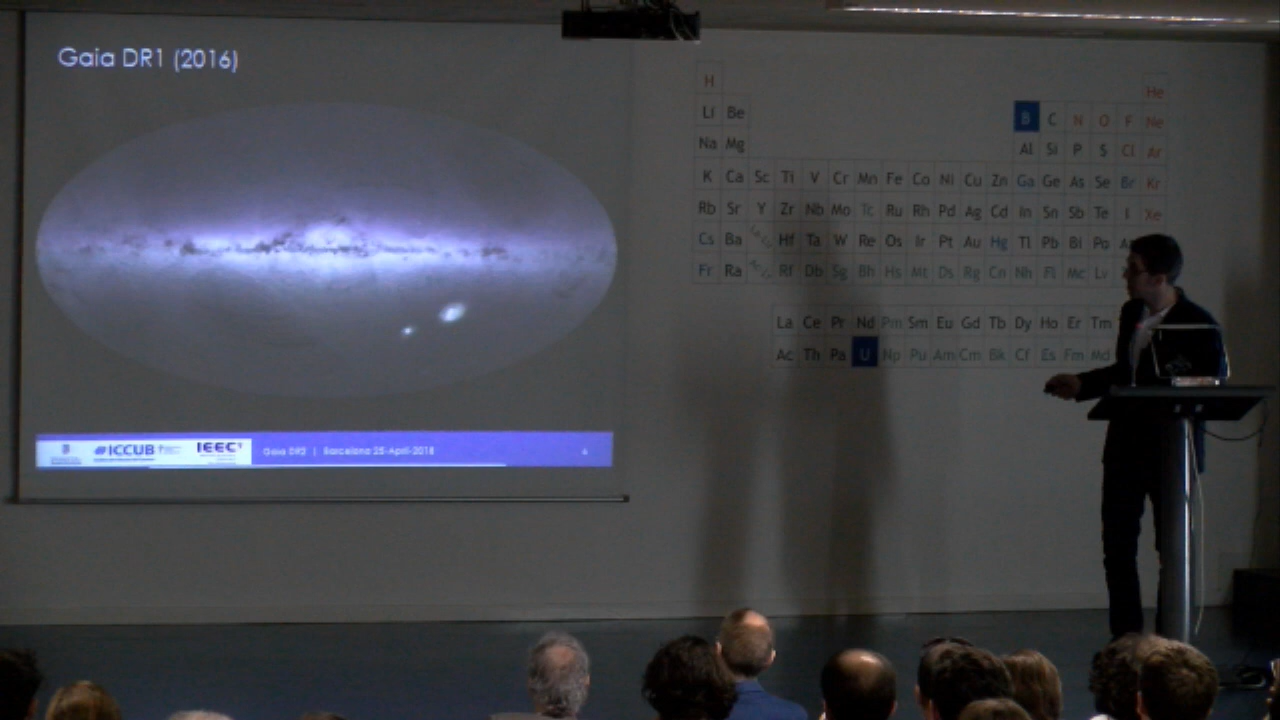 Gaia DR1 (2016)
ICCUB
IEEC
Gaia DR2 | Barcelona 25-April-2018
H He
Li Be B C N O F Ne
Na Mg Al Si P S Cl Ar
K Ca Sc Ti V Cr Mn Fe Co Ni Cu Zn Ga Ge As Se Br Kr
Rb Sr Y Zr Nb Mo Tc Ru Rh Pd Ag Cd In Sn Sb Te I Xe
Cs Ba La-Lu Hf Ta W Re Os Ir Pt Au Hg Tl Pb Bi Po
Fr Ra Ac-Lr Rf Db Sg Bh Hs Mt Ds Rg Cn Nh Fl Mc Lv
La Ce Pr Nd Pm Sm Eu Gd Tb Dy Ho Er Tm
Ac Th Pa U Np Pu Am Cm Bk Cf Es Fm Md